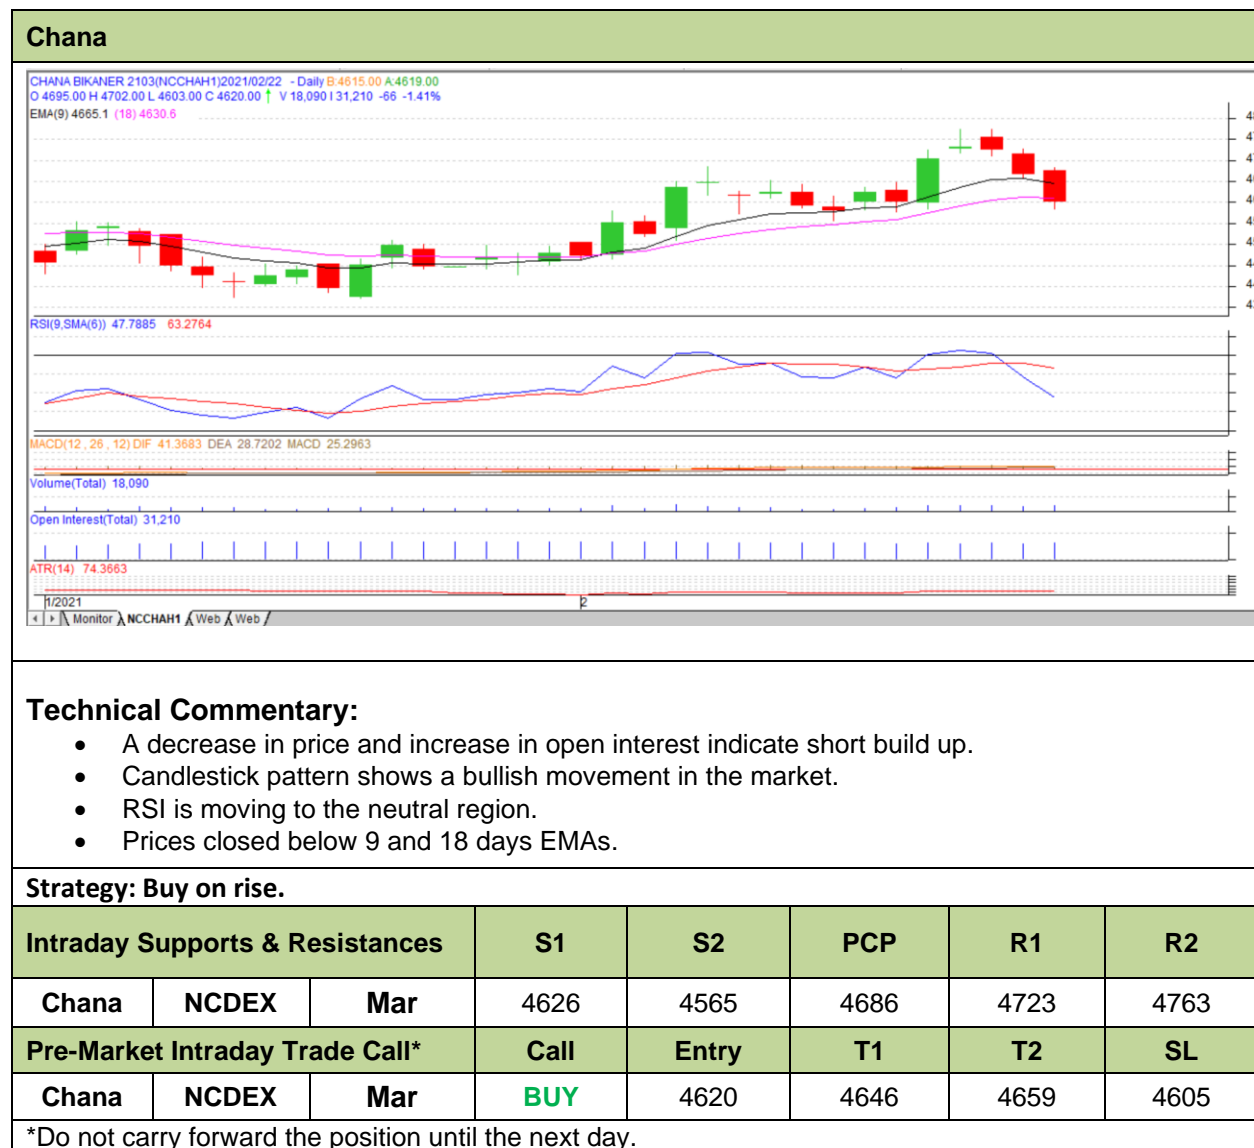 Chana
CHANA BIKANER 2103(NCCHAH1)2021/02/22 - Daily B:4615.00 A:4619.00
O 4695.00 H 4702.00 L 4603.00 C 4620.00 ↑ V 18,090 I 31,210 -66 -1.41%
EMA(9) 4665.1 (18) 4630.6
RSI(9,SMA(6)) 47.7885 63.2764
MACD(12 , 26 , 12) DIF 41.3683 DEA 28.7202 MACD 25.2963
Volume(Total) 18,090
Open Interest(Total) 31,210
ATR(14) 74.3663
1/2021 2
Monitor NCCHAH1 Web Web
Technical Commentary:
• A decrease in price and increase in open interest indicate short build up.
• Candlestick pattern shows a bullish movement in the market.
• RSI is moving to the neutral region.
• Prices closed below 9 and 18 days EMAs.
Strategy: Buy on rise.
Intraday Supports & Resistances S1 S2 PCP R1 R2
Chana NCDEX Mar 4626 4565 4686 4723 4763
Pre-Market Intraday Trade Call* Call Entry T1 T2 SL
Chana NCDEX Mar BUY 4620 4646 4659 4605
*Do not carry forward the position until the next day.